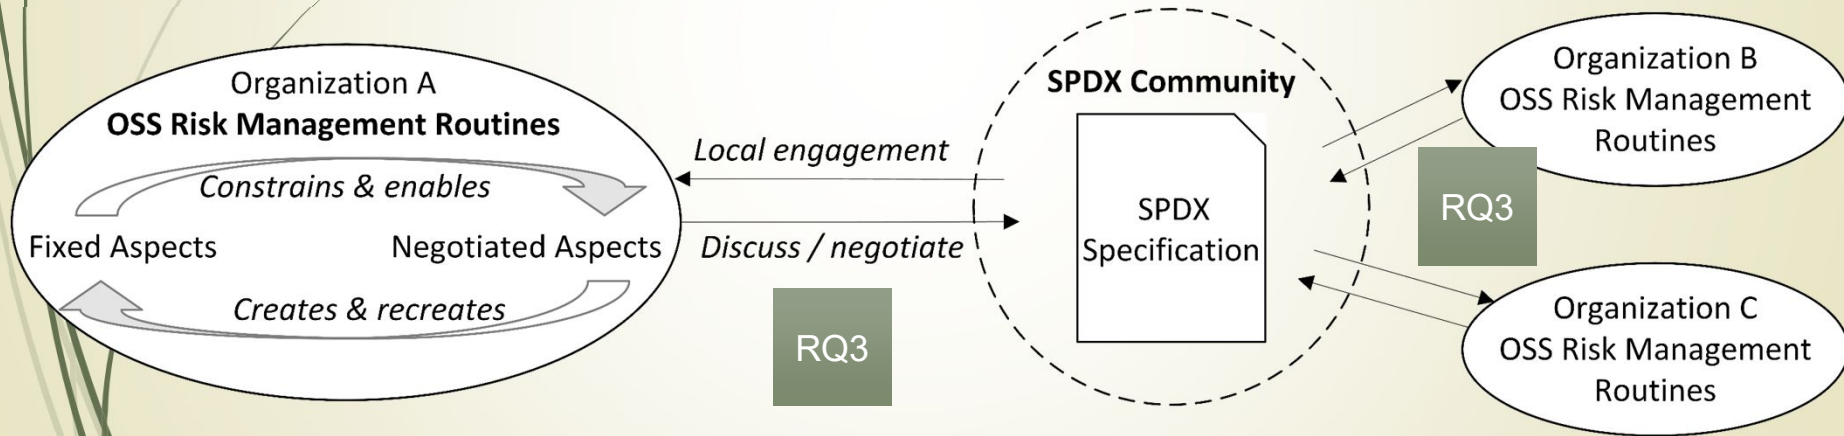 Organization A
OSS Risk Management Routines
Constrains & enables
Fixed Aspects
Negotiated Aspects
Creates & recreates
Local engagement
Discuss / negotiate
RQ3
SPDX Community
SPDX
Specification
RQ3
Organization B
OSS Risk Management
Routines
Organization C
OSS Risk Management
Routines